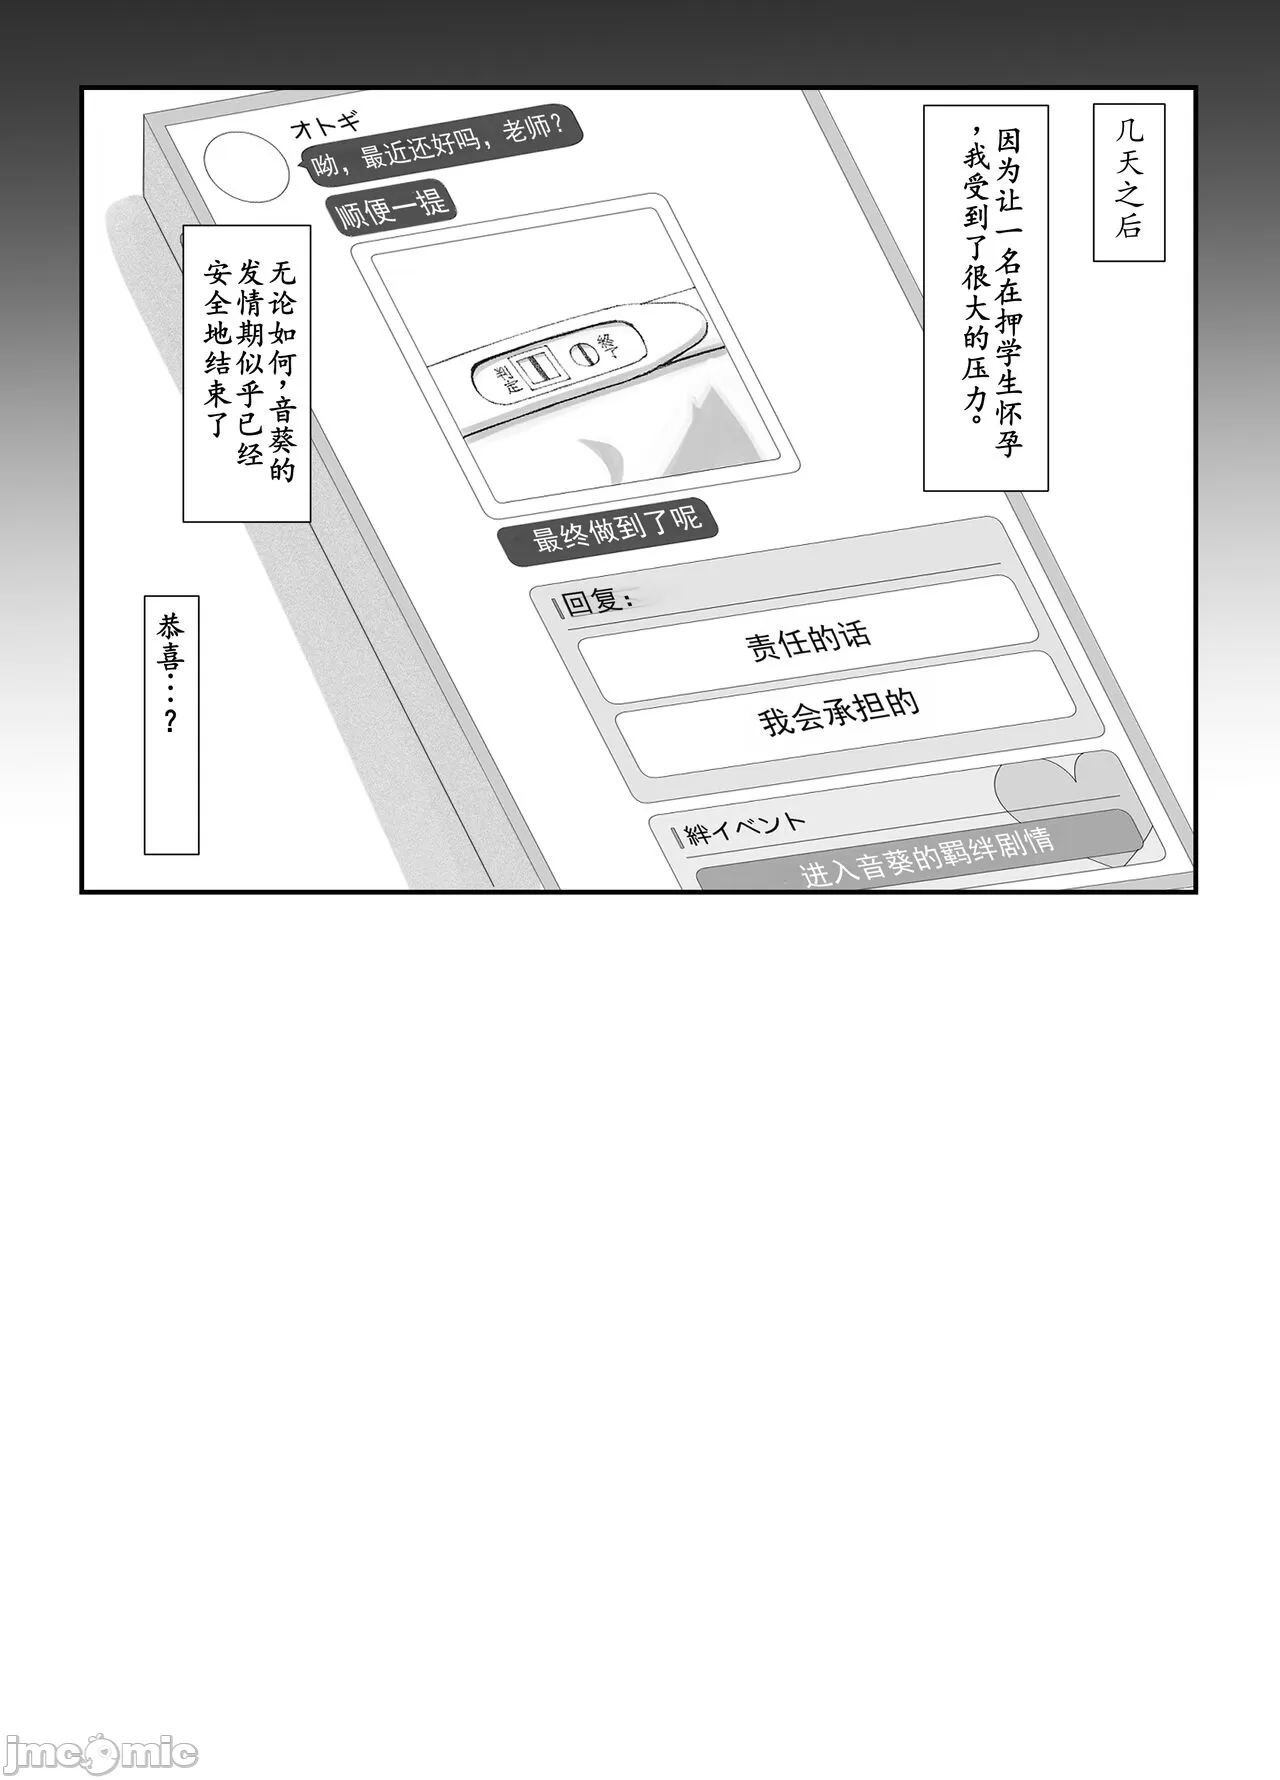 几天之后
因为让一名在押学生怀孕
，我受到了很大的压力。
オトギ
呦，最近还好吗，老师？
顺便一提
判定
終了
最终做到了呢
无论如何，音葵的
发情期似乎已经
安全地结束了
回复：
责任的话
我会承担的
恭喜…？
絆イベント
进入音葵的羁绊剧情
jmcomic